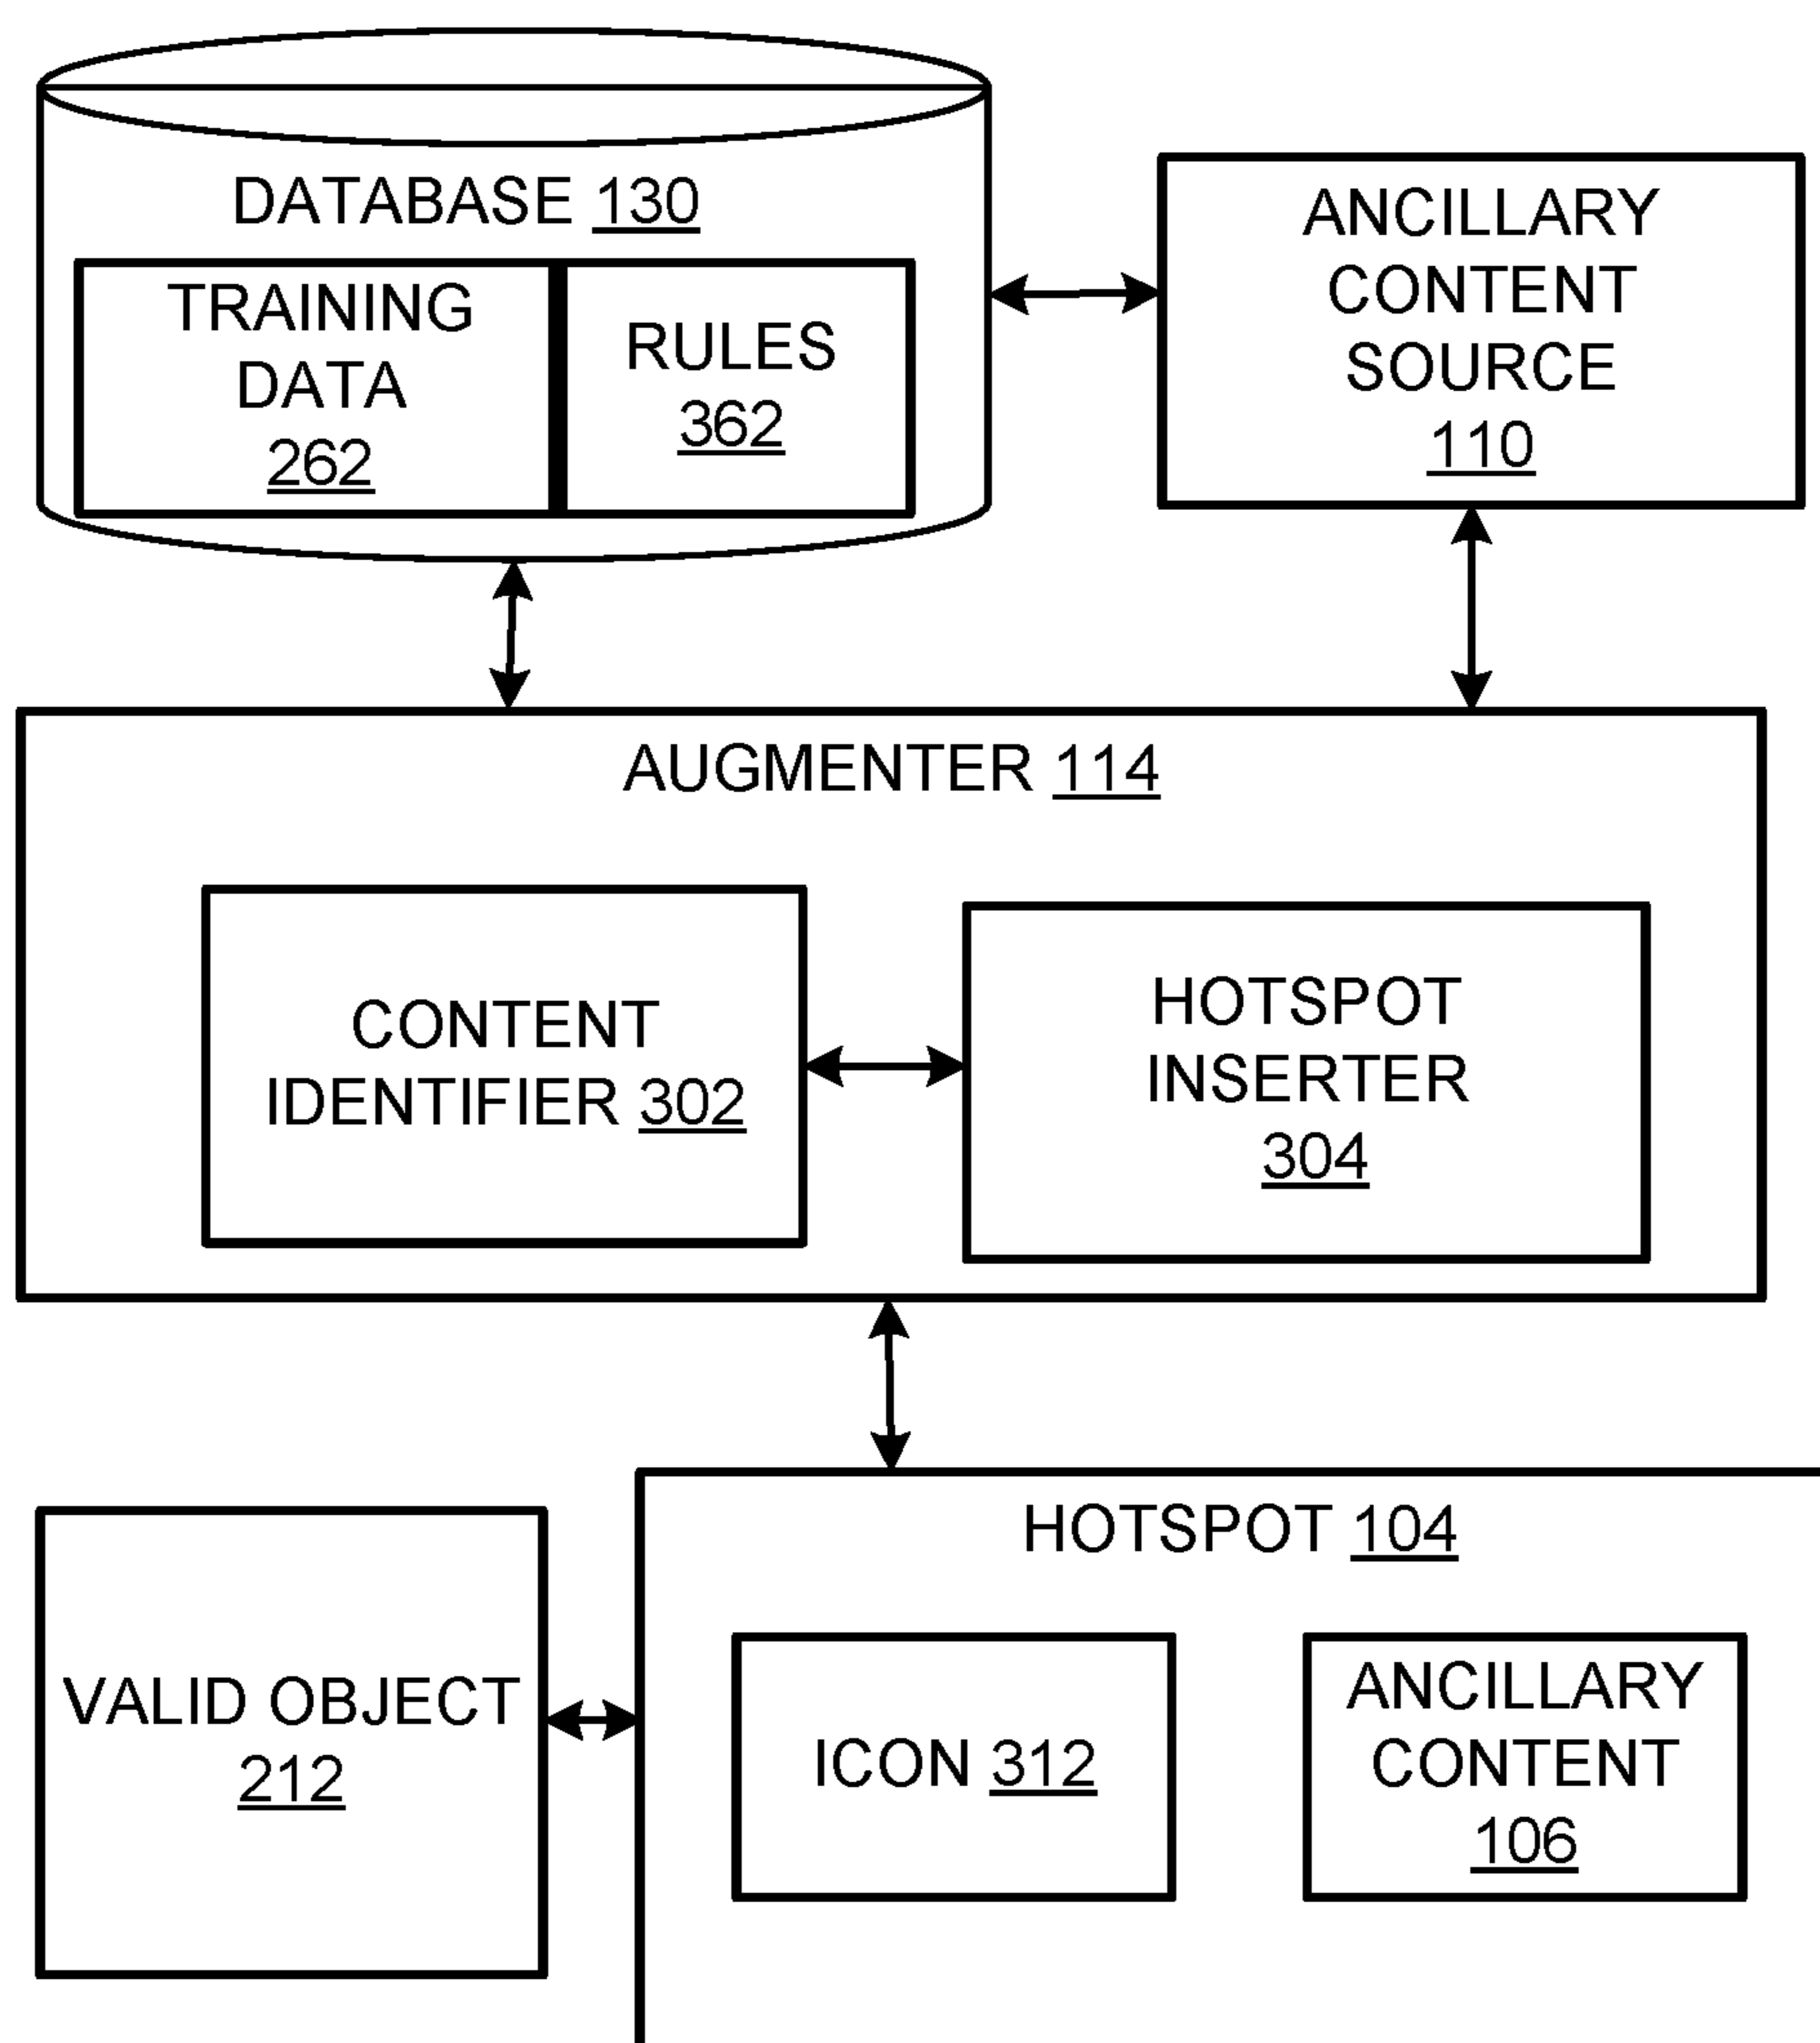 DATABASE 130
TRAINING
DATA
262
RULES
362
ANCILLARY
CONTENT
SOURCE
110
AUGMENTER 114
CONTENT
IDENTIFIER 302
HOTSPOT
INSERTER
304
VALID OBJECT
212
HOTSPOT 104
ICON 312
ANCILLARY
CONTENT
106